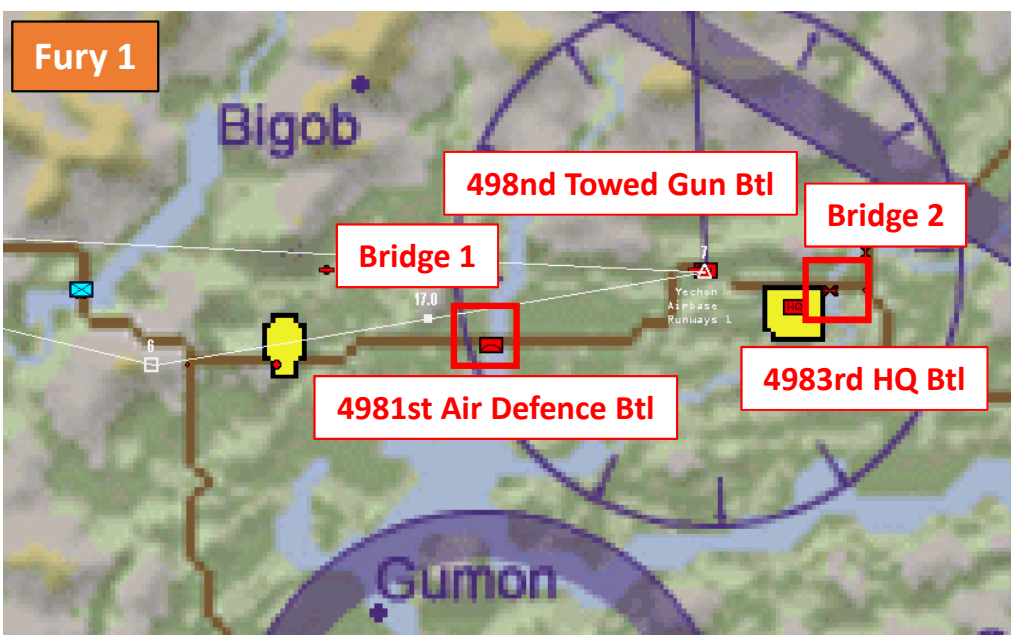 Fury 1
Bigob
498nd Towed Gun Btl
Bridge 2
Bridge 1
7
17.0
Yechon
Airbase
Runways 1
HQ
6
4983rd HQ Btl
4981st Air Defence Btl
Gumon